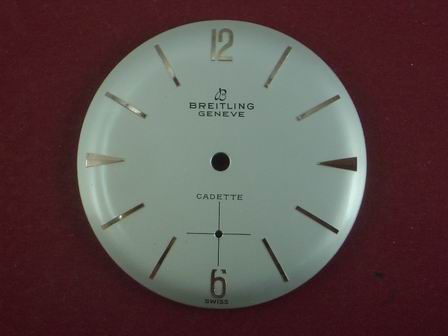 12
BREITLING
GENEVE
CADETTE
6
SWISS